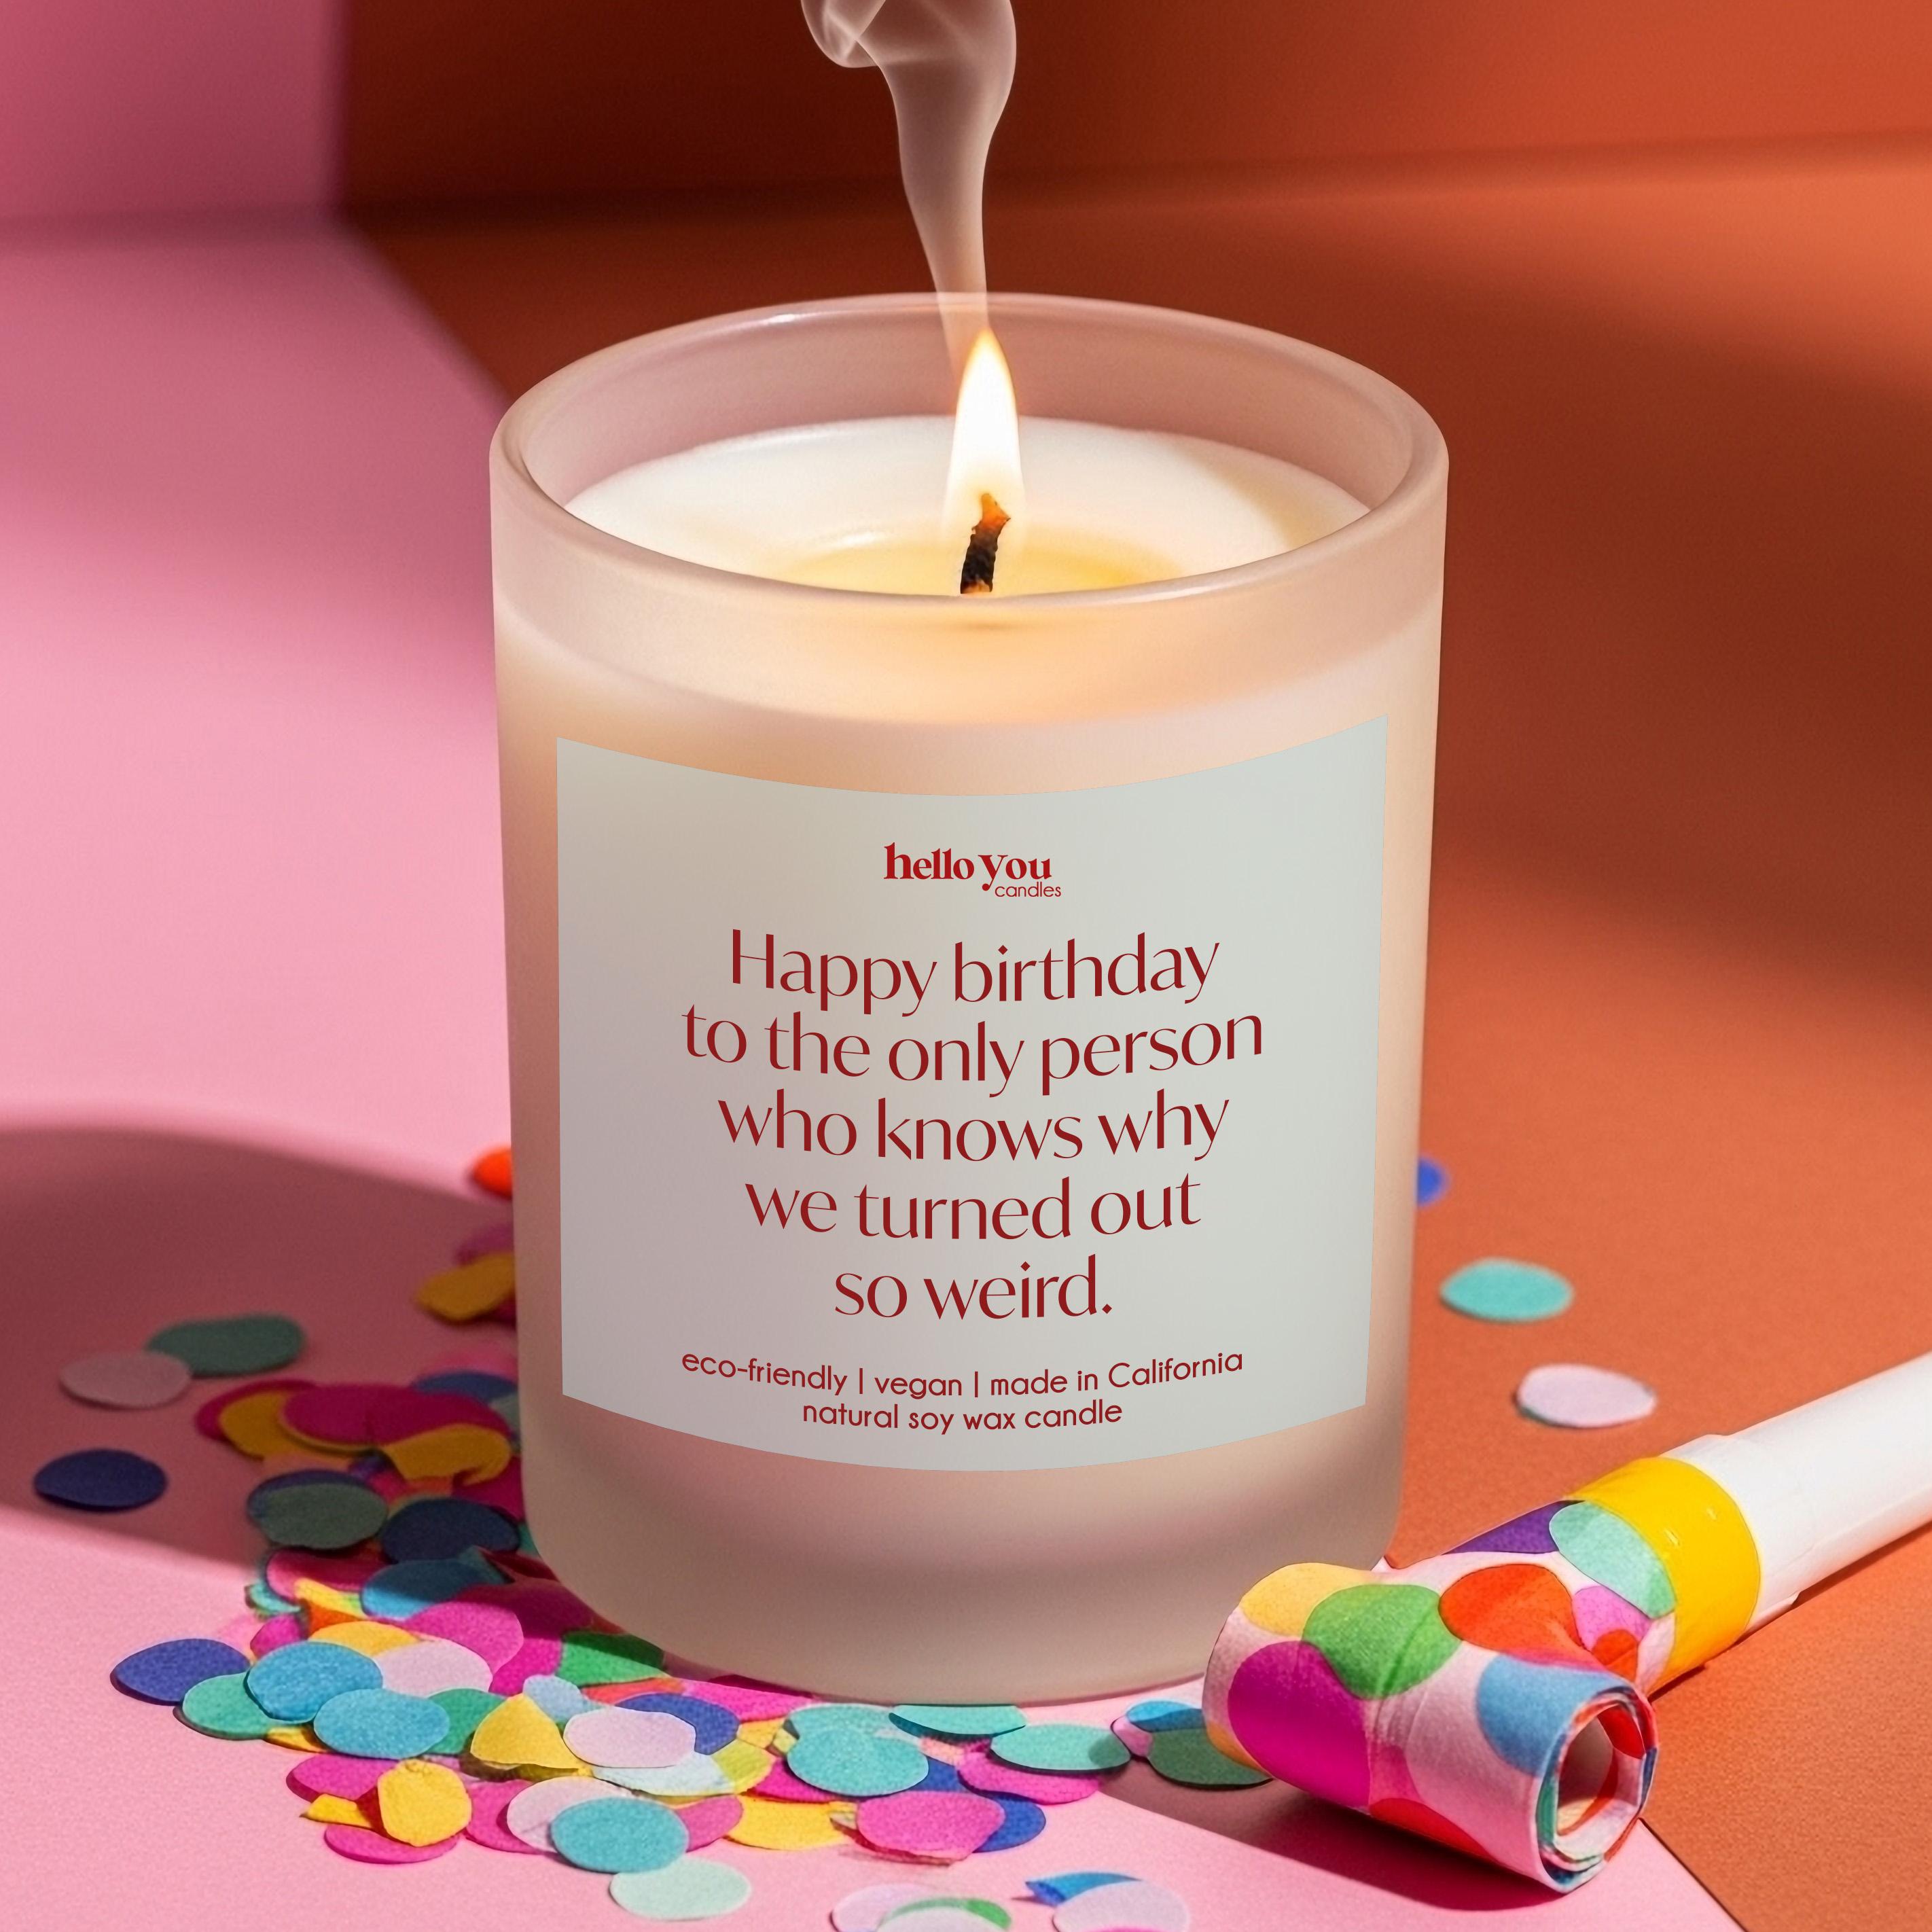 hello you
candles
Happy birthday
to the only person
who knows why
we turned out
so weird.
eco-friendly | vegan | made in California
natural soy wax candle